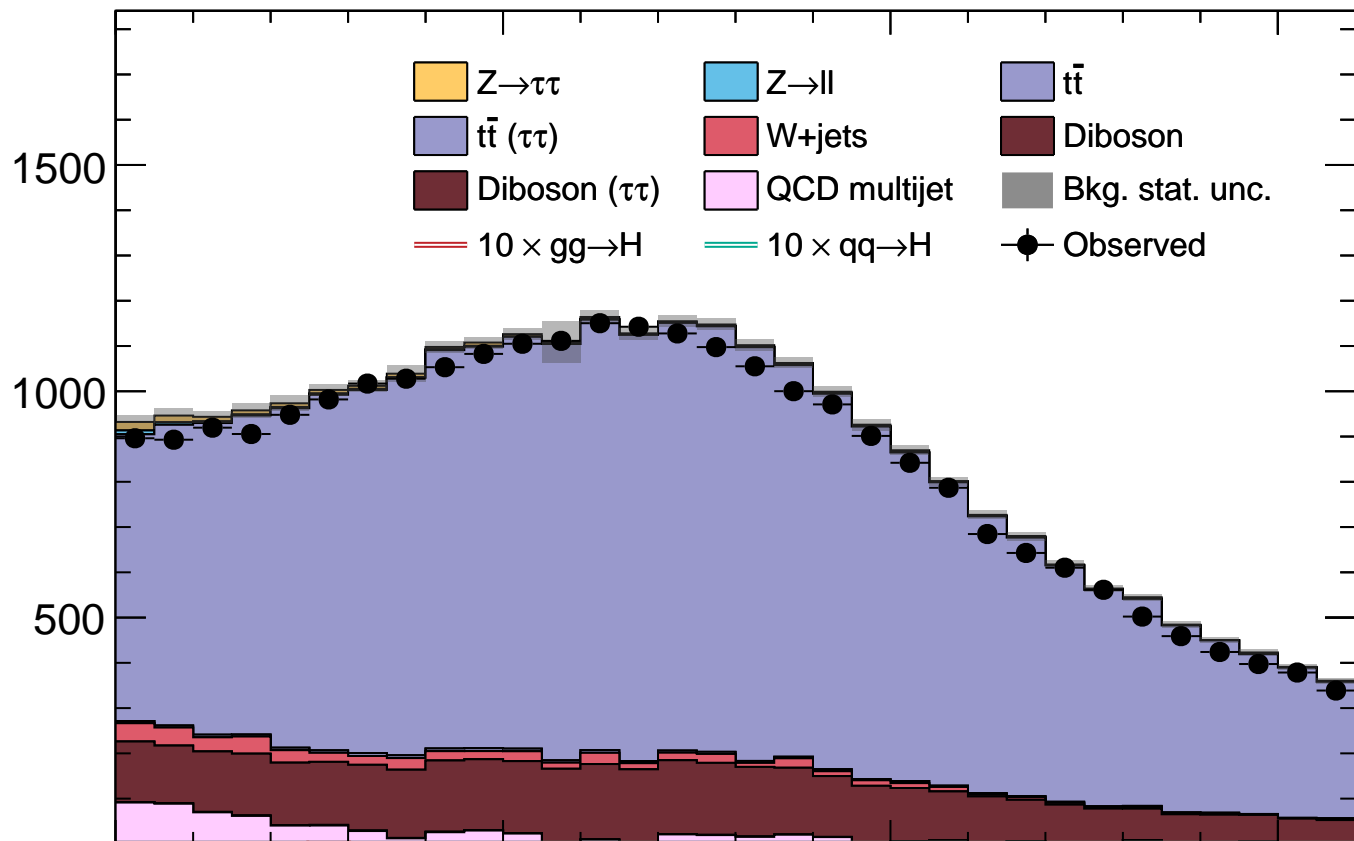 Z→ττ Z→ll tt̄
tt̄ (ττ) W+jets Diboson
1500
Diboson (ττ) QCD multijet Bkg. stat. unc.
10 × gg→H 10 × qq→H Observed
1000
500